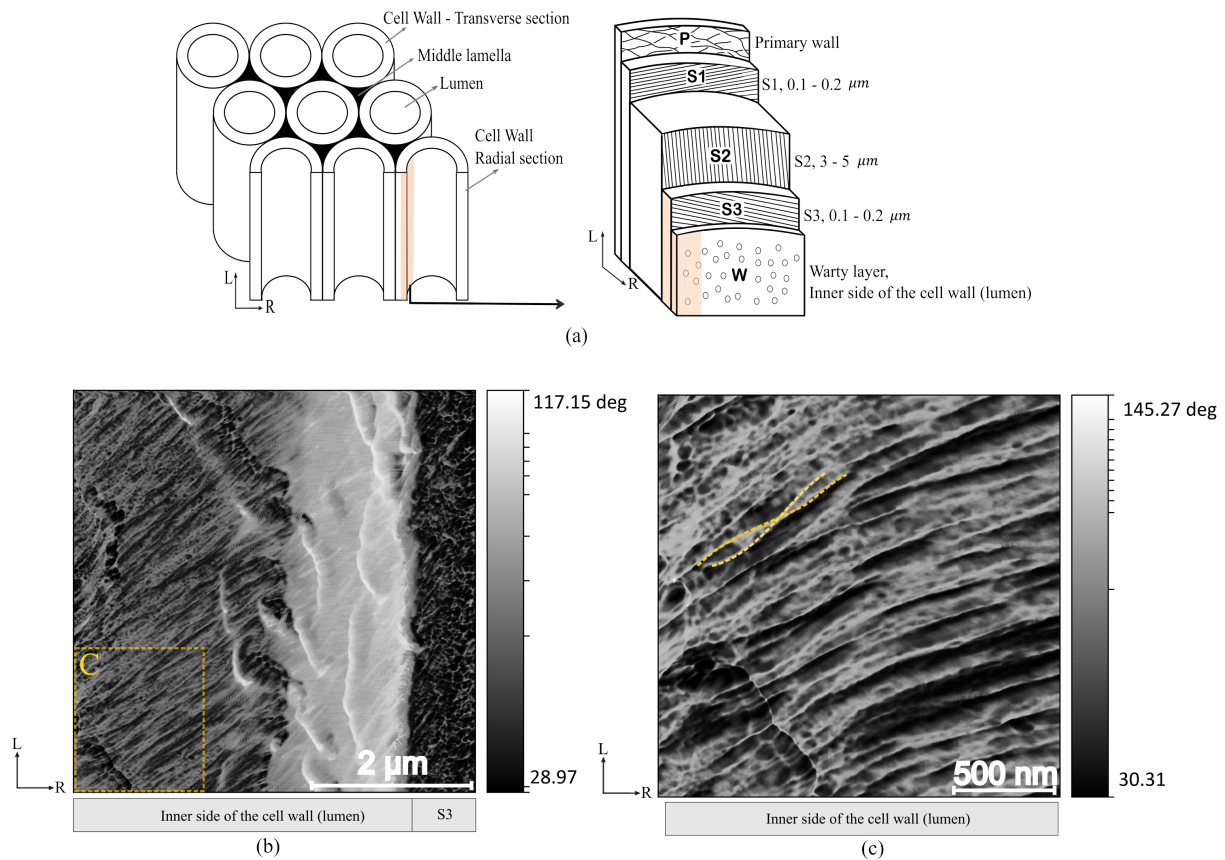 Cell Wall - Transverse section
Middle lamella
Lumen
Cell Wall
Radial section
L
R
P
Primary wall
S1
S1, 0.1 - 0.2 μm
S2
S2, 3 - 5 μm
S3
S3, 0.1 - 0.2 μm
W
Warty layer,
Inner side of the cell wall (lumen)
L
R
(a)
117.15 deg
C
2 μm
28.97
L
R
Inner side of the cell wall (lumen)
S3
(b)
145.27 deg
500 nm
30.31
L
R
Inner side of the cell wall (lumen)
(c)